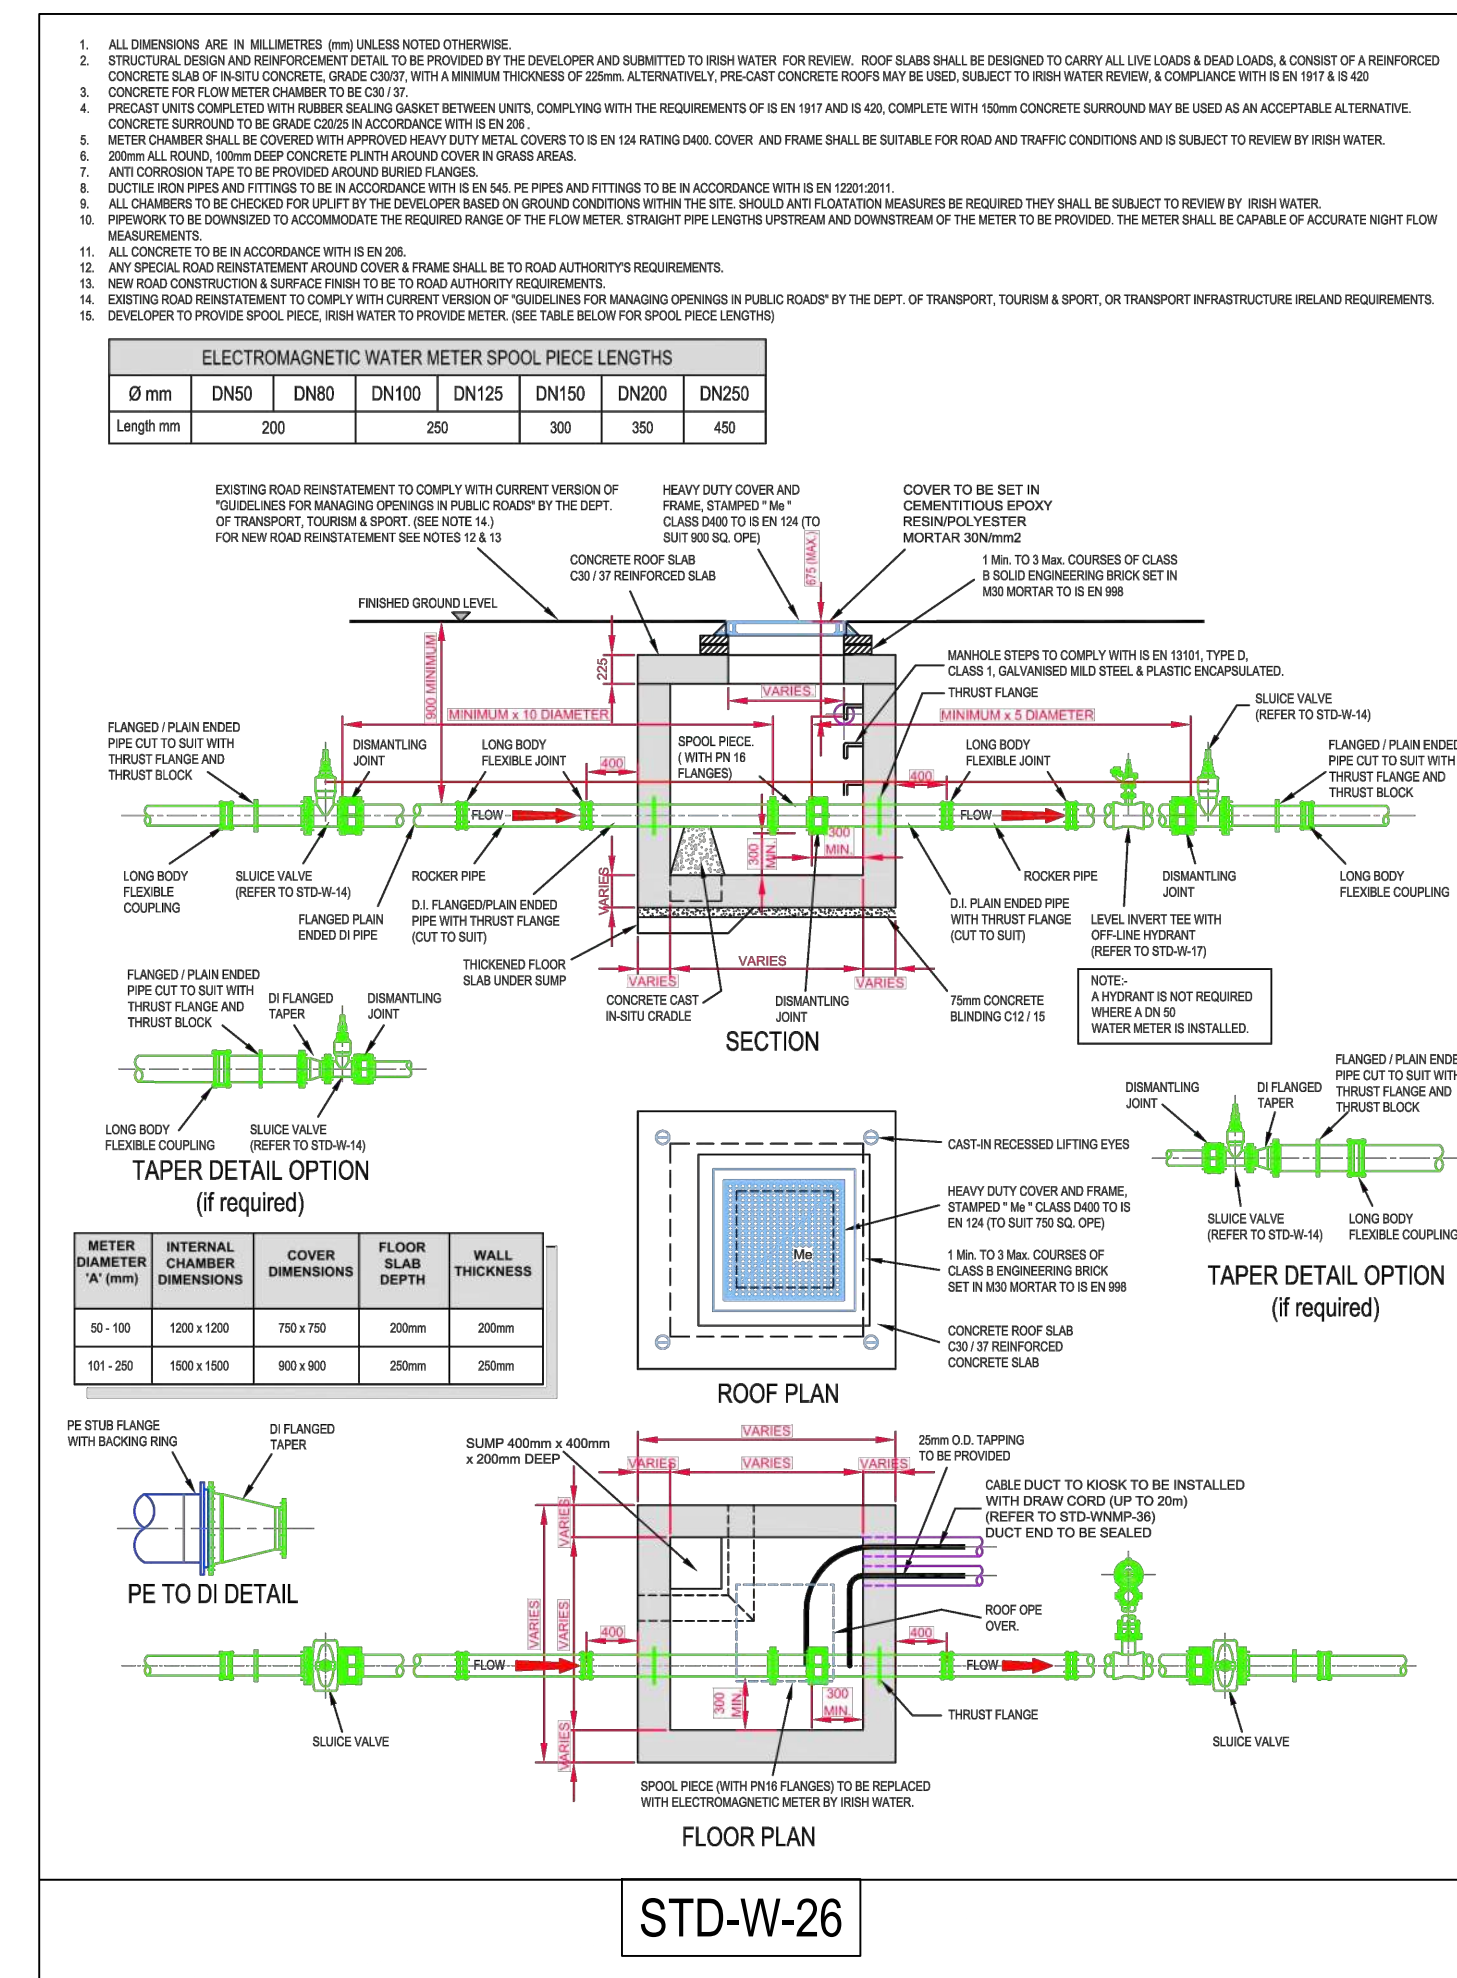 1. ALL DIMENSIONS ARE IN MILLIMETRES (mm) UNLESS NOTED OTHERWISE.
2. STRUCTURAL DESIGN AND REINFORCEMENT DETAIL TO BE PROVIDED BY THE DEVELOPER AND SUBMITTED TO IRISH WATER FOR REVIEW. ROOF SLABS SHALL BE DESIGNED TO CARRY ALL LIVE LOADS & DEAD LOADS, & CONSIST OF A REINFORCED
CONCRETE SLAB OF IN-SITU CONCRETE, GRADE C30/37, WITH A MINIMUM THICKNESS OF 225mm. ALTERNATIVELY, PRE-CAST CONCRETE ROOFS MAY BE USED, SUBJECT TO IRISH WATER REVIEW, & COMPLIANCE WITH IS EN 1917 & IS 420
3. CONCRETE FOR FLOW METER CHAMBER TO BE C30 / 37.
4. PRECAST UNITS COMPLETED WITH RUBBER SEALING GASKET BETWEEN UNITS, COMPLYING WITH THE REQUIREMENTS OF IS EN 1917 AND IS 420, COMPLETE WITH 150mm CONCRETE SURROUND MAY BE USED AS AN ACCEPTABLE ALTERNATIVE.
CONCRETE SURROUND TO BE GRADE C20/25 IN ACCORDANCE WITH IS EN 206 .
5. METER CHAMBER SHALL BE COVERED WITH APPROVED HEAVY DUTY METAL COVERS TO IS EN 124 RATING D400. COVER AND FRAME SHALL BE SUITABLE FOR ROAD AND TRAFFIC CONDITIONS AND IS SUBJECT TO REVIEW BY IRISH WATER.
6. 200mm ALL ROUND, 100mm DEEP CONCRETE PLINTH AROUND COVER IN GRASS AREAS.
7. ANTI CORROSION TAPE TO BE PROVIDED AROUND BURIED FLANGES.
8. DUCTILE IRON PIPES AND FITTINGS TO BE IN ACCORDANCE WITH IS EN 545. PE PIPES AND FITTINGS TO BE IN ACCORDANCE WITH IS EN 12201:2011.
9. ALL CHAMBERS TO BE CHECKED FOR UPLIFT BY THE DEVELOPER BASED ON GROUND CONDITIONS WITHIN THE SITE. SHOULD ANTI FLOATATION MEASURES BE REQUIRED THEY SHALL BE SUBJECT TO REVIEW BY IRISH WATER.
10. PIPEWORK TO BE DOWNSIZED TO ACCOMMODATE THE REQUIRED RANGE OF THE FLOW METER. STRAIGHT PIPE LENGTHS UPSTREAM AND DOWNSTREAM OF THE METER TO BE PROVIDED. THE METER SHALL BE CAPABLE OF ACCURATE NIGHT FLOW
MEASUREMENTS.
11. ALL CONCRETE TO BE IN ACCORDANCE WITH IS EN 206.
12. ANY SPECIAL ROAD REINSTATEMENT AROUND COVER & FRAME SHALL BE TO ROAD AUTHORITY'S REQUIREMENTS.
13. NEW ROAD CONSTRUCTION & SURFACE FINISH TO BE TO ROAD AUTHORITY REQUIREMENTS.
14. EXISTING ROAD REINSTATEMENT TO COMPLY WITH CURRENT VERSION OF "GUIDELINES FOR MANAGING OPENINGS IN PUBLIC ROADS" BY THE DEPT. OF TRANSPORT, TOURISM & SPORT, OR TRANSPORT INFRASTRUCTURE IRELAND REQUIREMENTS.
15. DEVELOPER TO PROVIDE SPOOL PIECE, IRISH WATER TO PROVIDE METER. (SEE TABLE BELOW FOR SPOOL PIECE LENGTHS)
ELECTROMAGNETIC WATER METER SPOOL PIECE LENGTHS
Ø mm DN50 DN80 DN100 DN125 DN150 DN200 DN250
Length mm 200 250 300 350 450
EXISTING ROAD REINSTATEMENT TO COMPLY WITH CURRENT VERSION OF
"GUIDELINES FOR MANAGING OPENINGS IN PUBLIC ROADS" BY THE DEPT.
OF TRANSPORT, TOURISM & SPORT. (SEE NOTE 14.)
FOR NEW ROAD REINSTATEMENT SEE NOTES 12 & 13
HEAVY DUTY COVER AND
FRAME, STAMPED " Me "
CLASS D400 TO IS EN 124 (TO
SUIT 900 SQ. OPE)
COVER TO BE SET IN
CEMENTITIOUS EPOXY
RESIN/POLYESTER
MORTAR 30N/mm2
675 (MAX.)
CONCRETE ROOF SLAB
C30 / 37 REINFORCED SLAB
1 Min. TO 3 Max. COURSES OF CLASS
B SOLID ENGINEERING BRICK SET IN
M30 MORTAR TO IS EN 998
FINISHED GROUND LEVEL
900 MINIMUM
225
VARIES.
MANHOLE STEPS TO COMPLY WITH IS EN 13101, TYPE D,
CLASS 1, GALVANISED MILD STEEL & PLASTIC ENCAPSULATED.
THRUST FLANGE
SLUICE VALVE
(REFER TO STD-W-14)
MINIMUM x 10 DIAMETER
MINIMUM x 5 DIAMETER
FLANGED / PLAIN ENDED
PIPE CUT TO SUIT WITH
THRUST FLANGE AND
THRUST BLOCK
DISMANTLING
JOINT
LONG BODY
FLEXIBLE JOINT
400
SPOOL PIECE.
( WITH PN 16
FLANGES)
400
LONG BODY
FLEXIBLE JOINT
FLANGED / PLAIN ENDED
PIPE CUT TO SUIT WITH
THRUST FLANGE AND
THRUST BLOCK
FLOW
FLOW
300
MIN.
300
MIN.
VARIES
LONG BODY
FLEXIBLE
COUPLING
SLUICE VALVE
(REFER TO STD-W-14)
FLANGED PLAIN
ENDED DI PIPE
ROCKER PIPE
D.I. FLANGED/PLAIN ENDED
PIPE WITH THRUST FLANGE
(CUT TO SUIT)
ROCKER PIPE
D.I. PLAIN ENDED PIPE
WITH THRUST FLANGE
(CUT TO SUIT)
DISMANTLING
JOINT
LEVEL INVERT TEE WITH
OFF-LINE HYDRANT
(REFER TO STD-W-17)
LONG BODY
FLEXIBLE COUPLING
THICKENED FLOOR
SLAB UNDER SUMP
VARIES
VARIES
VARIES
CONCRETE CAST
IN-SITU CRADLE
DISMANTLING
JOINT
75mm CONCRETE
BLINDING C12 / 15
NOTE:-
A HYDRANT IS NOT REQUIRED
WHERE A DN 50
WATER METER IS INSTALLED.
SECTION
FLANGED / PLAIN ENDED
PIPE CUT TO SUIT WITH
THRUST FLANGE AND
THRUST BLOCK
DI FLANGED
TAPER
DISMANTLING
JOINT
LONG BODY
FLEXIBLE COUPLING
SLUICE VALVE
(REFER TO STD-W-14)
TAPER DETAIL OPTION
(if required)
CAST-IN RECESSED LIFTING EYES
HEAVY DUTY COVER AND FRAME,
STAMPED " Me " CLASS D400 TO IS
EN 124 (TO SUIT 750 SQ. OPE)
1 Min. TO 3 Max. COURSES OF
CLASS B ENGINEERING BRICK
SET IN M30 MORTAR TO IS EN 998
CONCRETE ROOF SLAB
C30 / 37 REINFORCED
CONCRETE SLAB
Me
ROOF PLAN
DISMANTLING
JOINT
DI FLANGED
TAPER
FLANGED / PLAIN ENDE
PIPE CUT TO SUIT WITH
THRUST FLANGE AND
THRUST BLOCK
SLUICE VALVE
(REFER TO STD-W-14)
LONG BODY
FLEXIBLE COUPLING
TAPER DETAIL OPTION
(if required)
METER DIAMETER 'A' (mm) INTERNAL CHAMBER DIMENSIONS COVER DIMENSIONS FLOOR SLAB DEPTH WALL THICKNESS
50 - 100 1200 x 1200 750 x 750 200mm 200mm
101 - 250 1500 x 1500 900 x 900 250mm 250mm
PE STUB FLANGE
WITH BACKING RING
DI FLANGED
TAPER
PE TO DI DETAIL
SUMP 400mm x 400mm
x 200mm DEEP
VARIES
VARIES
VARIES
VARIES
25mm O.D. TAPPING
TO BE PROVIDED
CABLE DUCT TO KIOSK TO BE INSTALLED
WITH DRAW CORD (UP TO 20m)
(REFER TO STD-WNMP-36)
DUCT END TO BE SEALED
VARIES
VARIES
VARIES
VARIES
ROOF OPE
OVER.
400
400
FLOW
FLOW
300
MIN.
300
MIN.
THRUST FLANGE
SLUICE VALVE
SLUICE VALVE
SPOOL PIECE (WITH PN16 FLANGES) TO BE REPLACED
WITH ELECTROMAGNETIC METER BY IRISH WATER.
FLOOR PLAN
STD-W-26